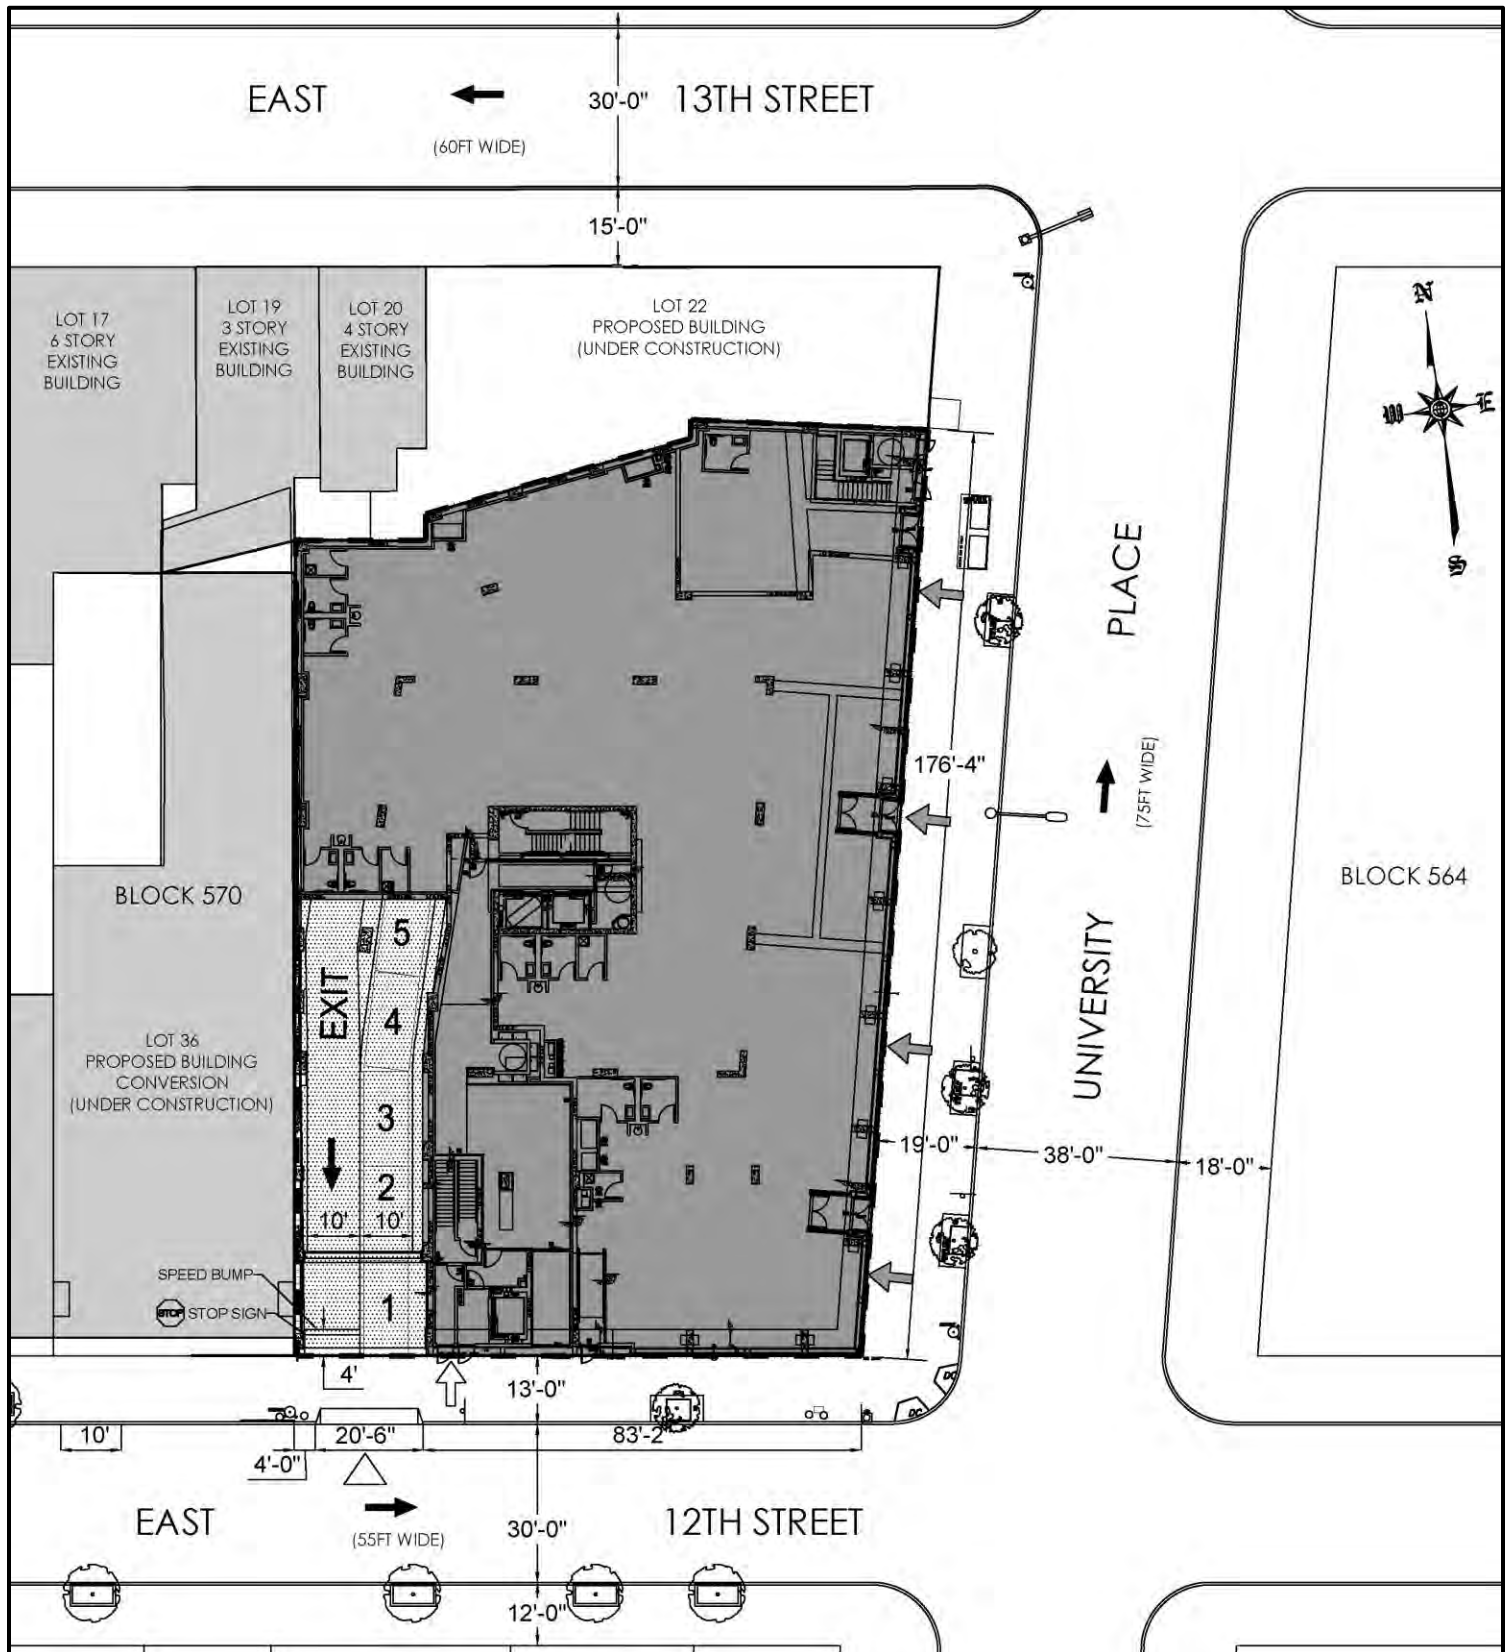 EAST
30'-0"
13TH STREET
(60FT WIDE)
15'-0"
LOT 17
6 STORY
EXISTING
BUILDING
LOT 19
3 STORY
EXISTING
BUILDING
LOT 20
4 STORY
EXISTING
BUILDING
LOT 22
PROPOSED BUILDING
(UNDER CONSTRUCTION)
N
W
E
S
UNIVERSITY PLACE
(75FT WIDE)
176'-4"
BLOCK 570
BLOCK 564
LOT 36
PROPOSED BUILDING
CONVERSION
(UNDER CONSTRUCTION)
EXIT
5
4
3
2
10'
10'
1
19'-0"
38'-0"
18'-0"
SPEED BUMP
STOP
STOP SIGN
4'
13'-0"
DC
DC
10'
20'-6"
83'-2
4'-0"
EAST
(55FT WIDE)
30'-0"
12TH STREET
12'-0"